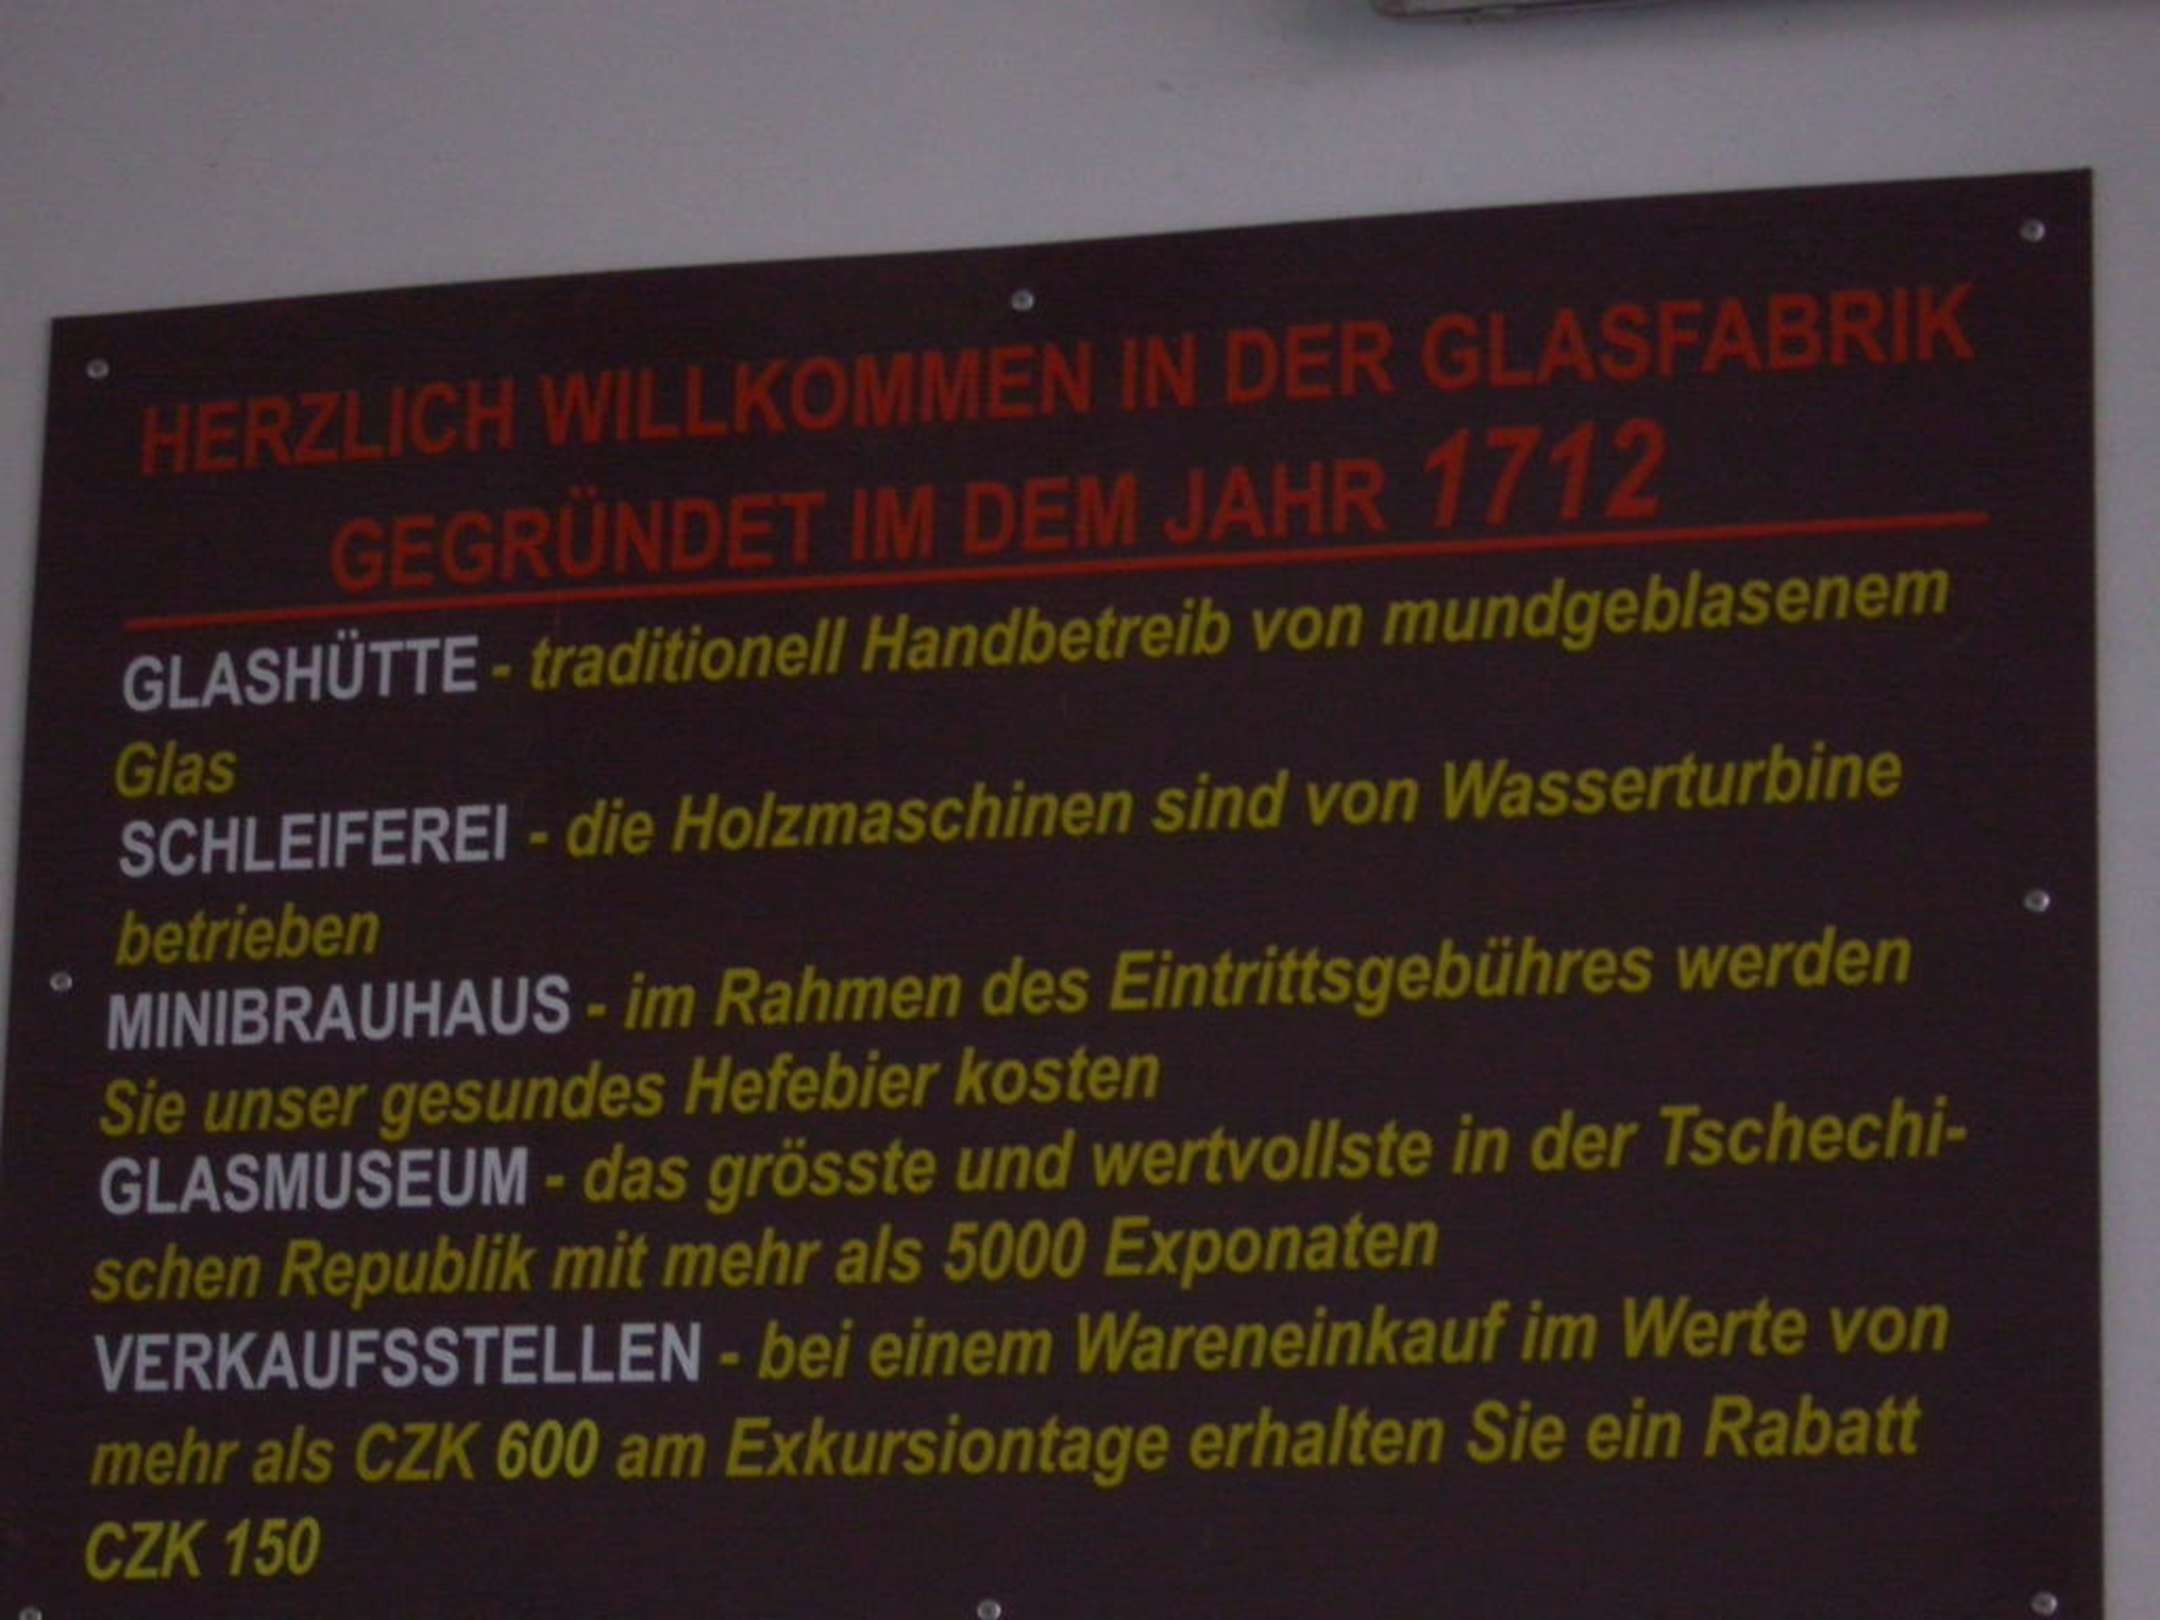 HERZLICH WILLKOMMEN IN DER GLASFABRIK
GEGRÜNDET IM DEM JAHR 1712
GLASHÜTTE - traditionell Handbetreib von mundgeblasenem
Glas
SCHLEIFEREI - die Holzmaschinen sind von Wasserturbine
betrieben
MINIBRAUHAUS - im Rahmen des Eintrittsgebühres werden
Sie unser gesundes Hefebier kosten
GLASMUSEUM - das grösste und wertvollste in der Tschechi-
schen Republik mit mehr als 5000 Exponaten
VERKAUFSSTELLEN - bei einem Wareneinkauf im Werte von
mehr als CZK 600 am Exkursiontage erhalten Sie ein Rabatt
CZK 150